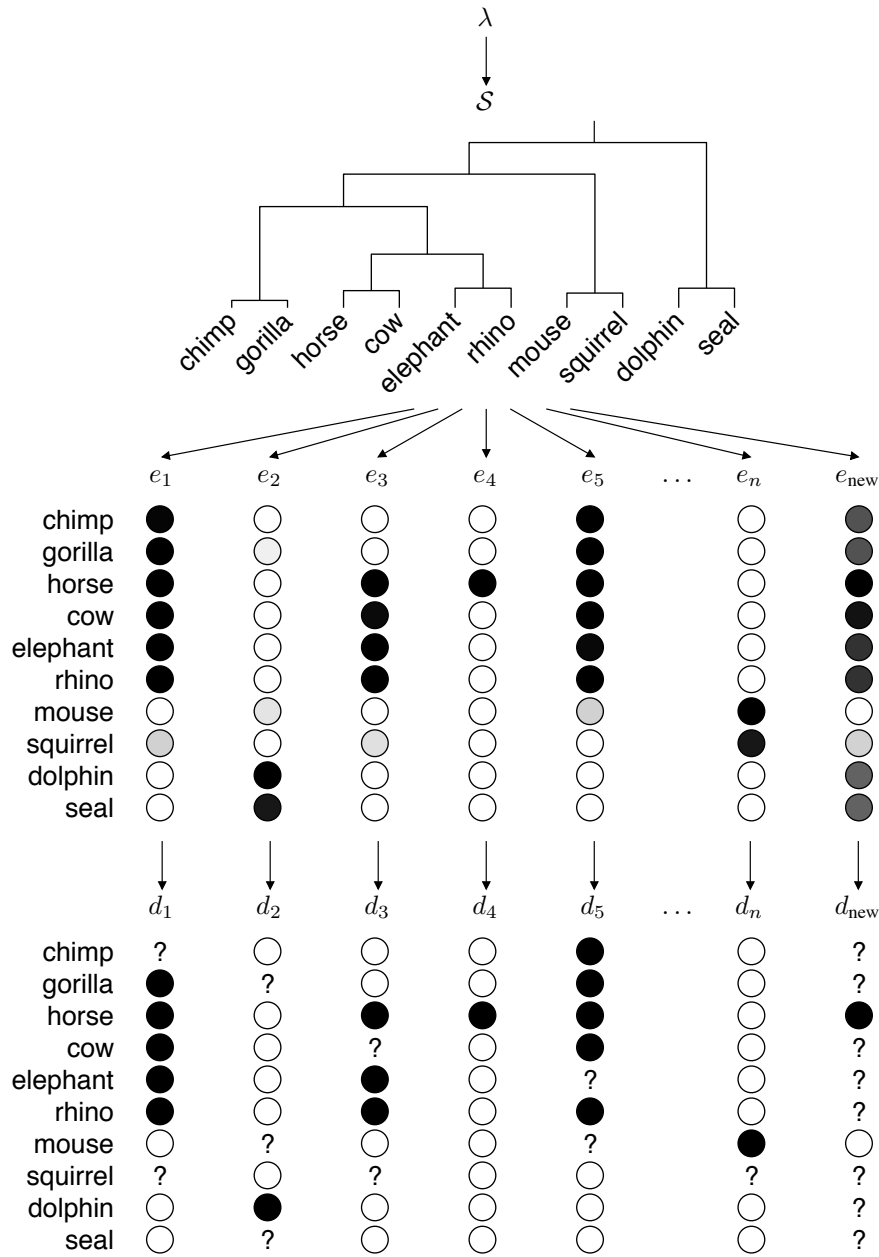 λ
S
chimp gorilla horse cow elephant rhino mouse squirrel dolphin seal
e₁ e₂ e₃ e₄ e₅ ... eₙ e_new
chimp
gorilla
horse
cow
elephant
rhino
mouse
squirrel
dolphin
seal
d₁ d₂ d₃ d₄ d₅ ... dₙ d_new
chimp ? ?
gorilla ? ?
horse
cow ? ?
elephant ? ?
rhino ?
mouse ? ?
squirrel ? ? ? ?
dolphin ?
seal ? ?